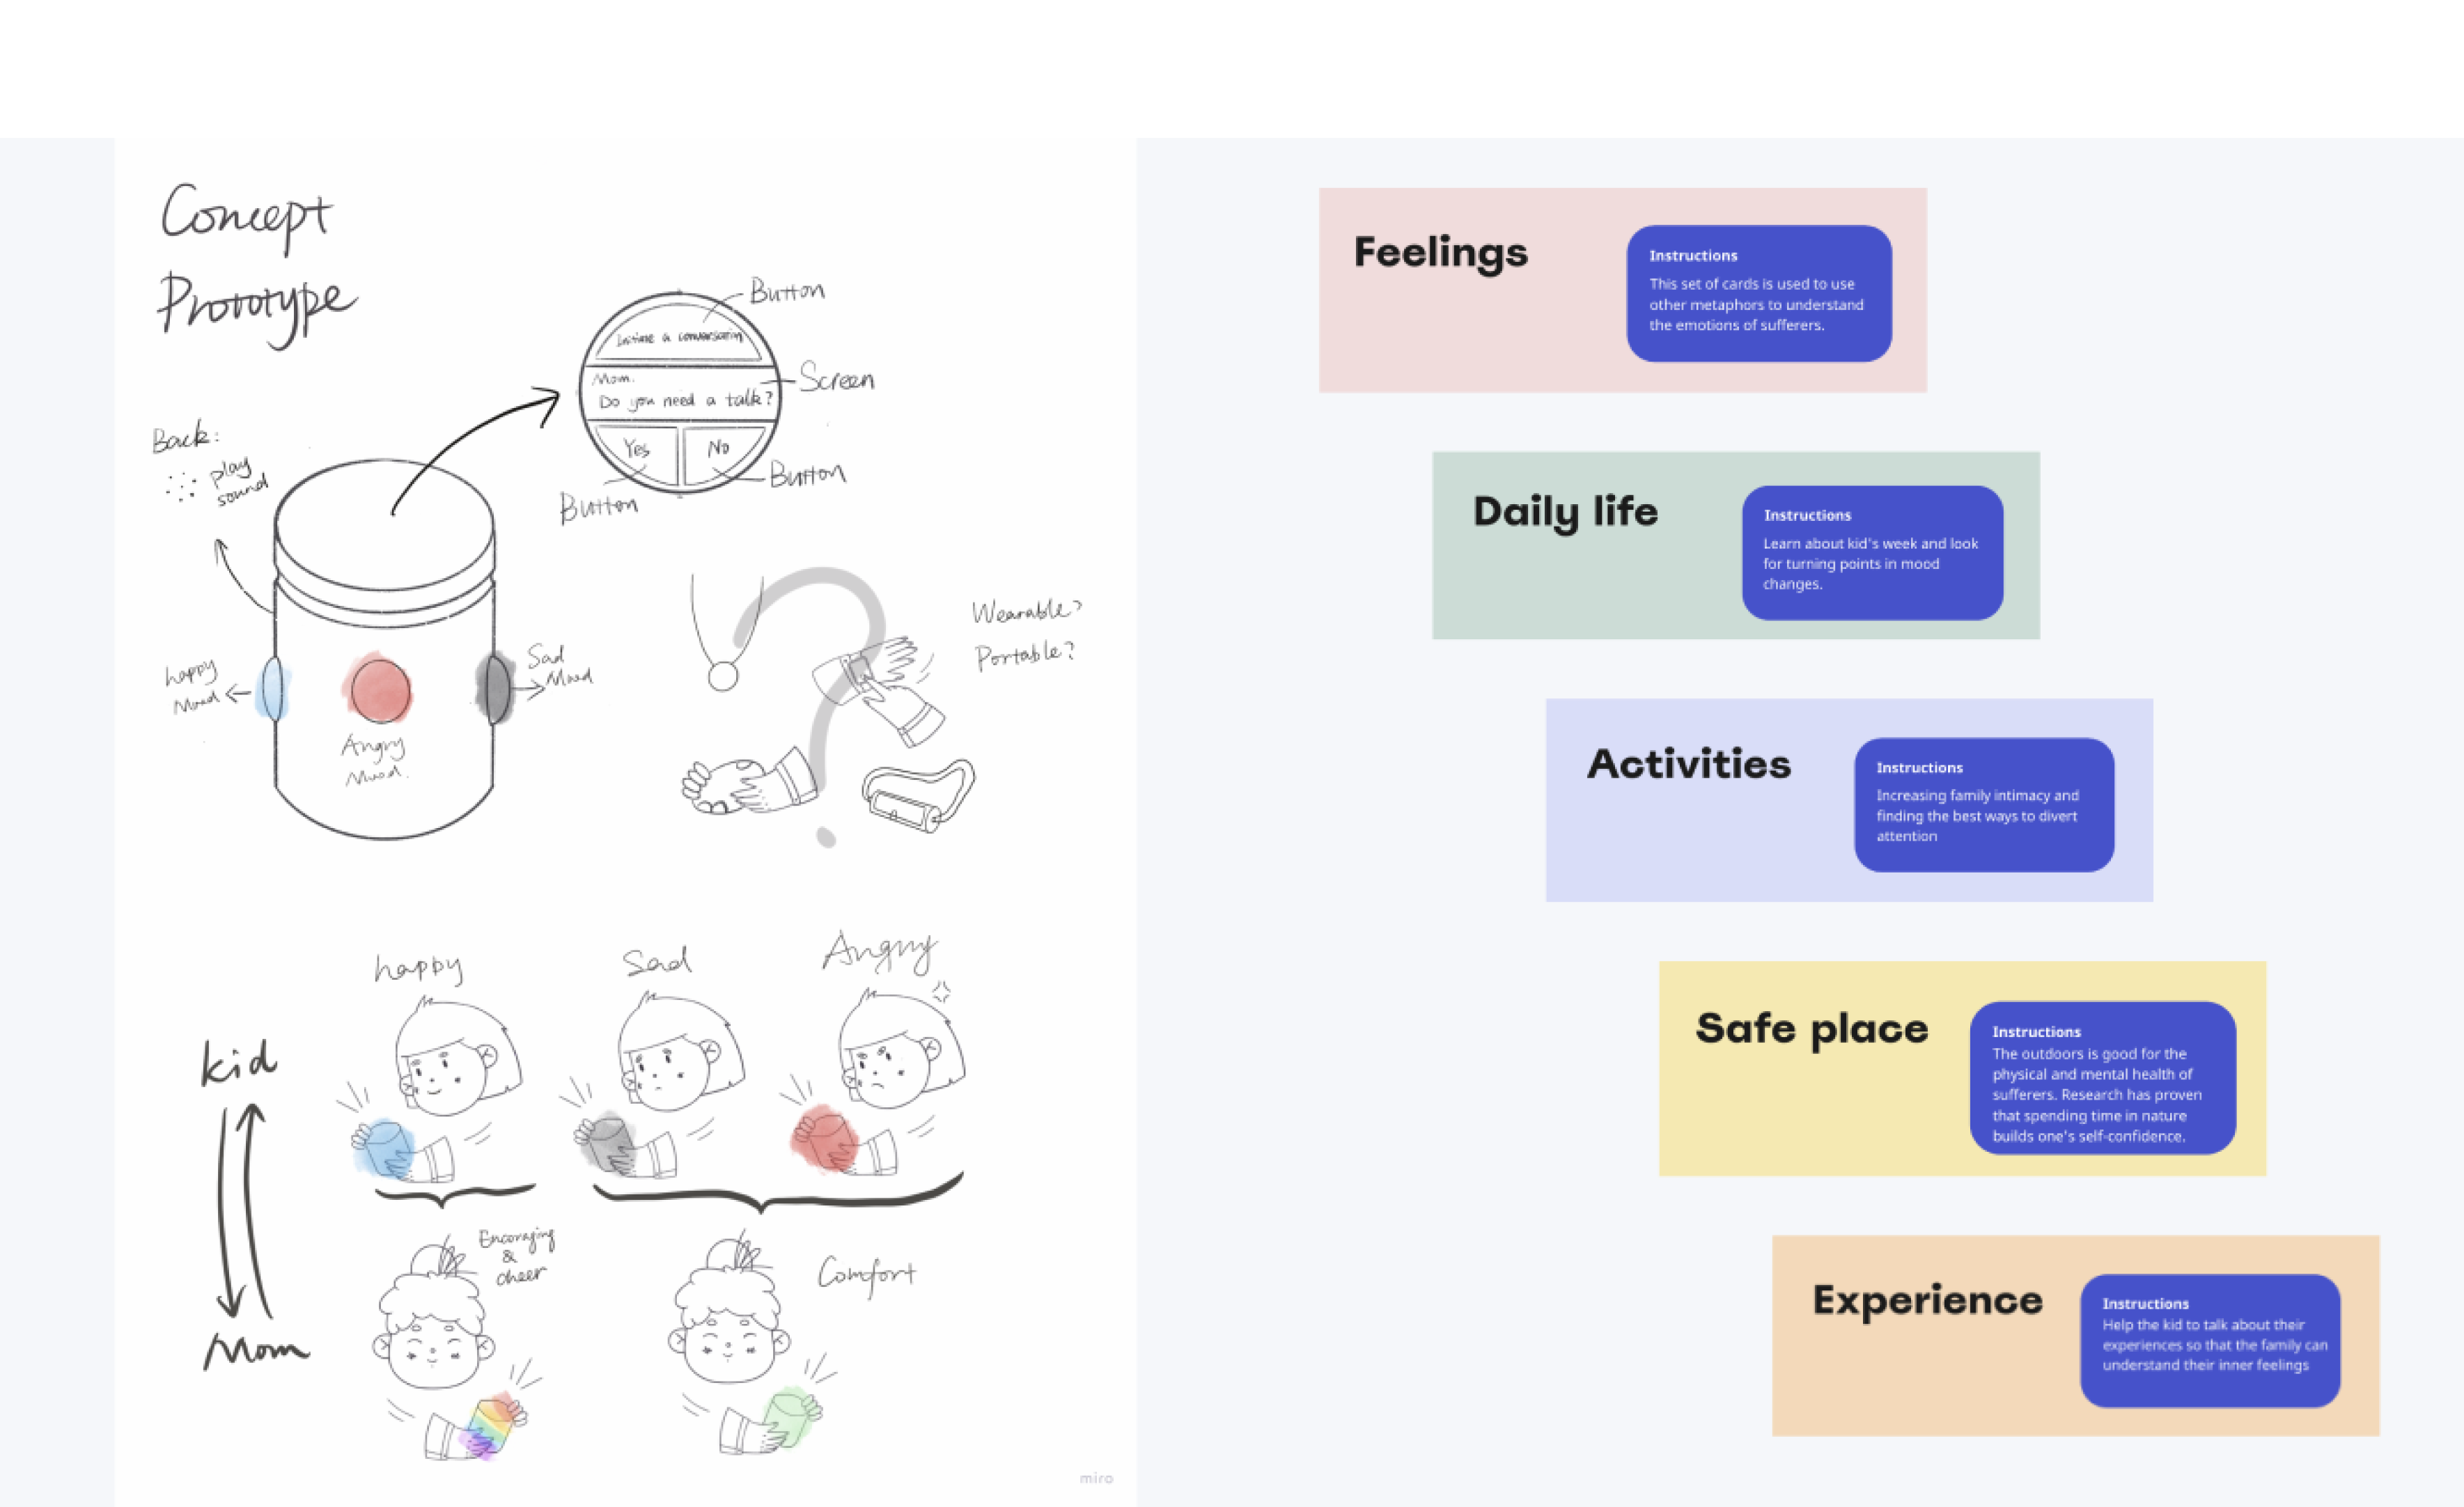 Concept
Prototype
Button
Initiate a conversation
Mom.
Do you need a talk?
Screen
Yes
No
Button
Button
Back:
play
sound
happy
Mood
Angry
Mood.
Sad
Mood
Wearable?
Portable?
happy
Sad
Angry
kid
Mom
Encoraging
&
cheer
Comfort
miro
Feelings
Instructions
This set of cards is used to use
other metaphors to understand
the emotions of sufferers.
Daily life
Instructions
Learn about kid's week and look
for turning points in mood
changes.
Activities
Instructions
Increasing family intimacy and
finding the best ways to divert
attention
Safe place
Instructions
The outdoors is good for the
physical and mental health of
sufferers. Research has proven
that spending time in nature
builds one's self-confidence.
Experience
Instructions
Help the kid to talk about their
experiences so that the family can
understand their inner feelings